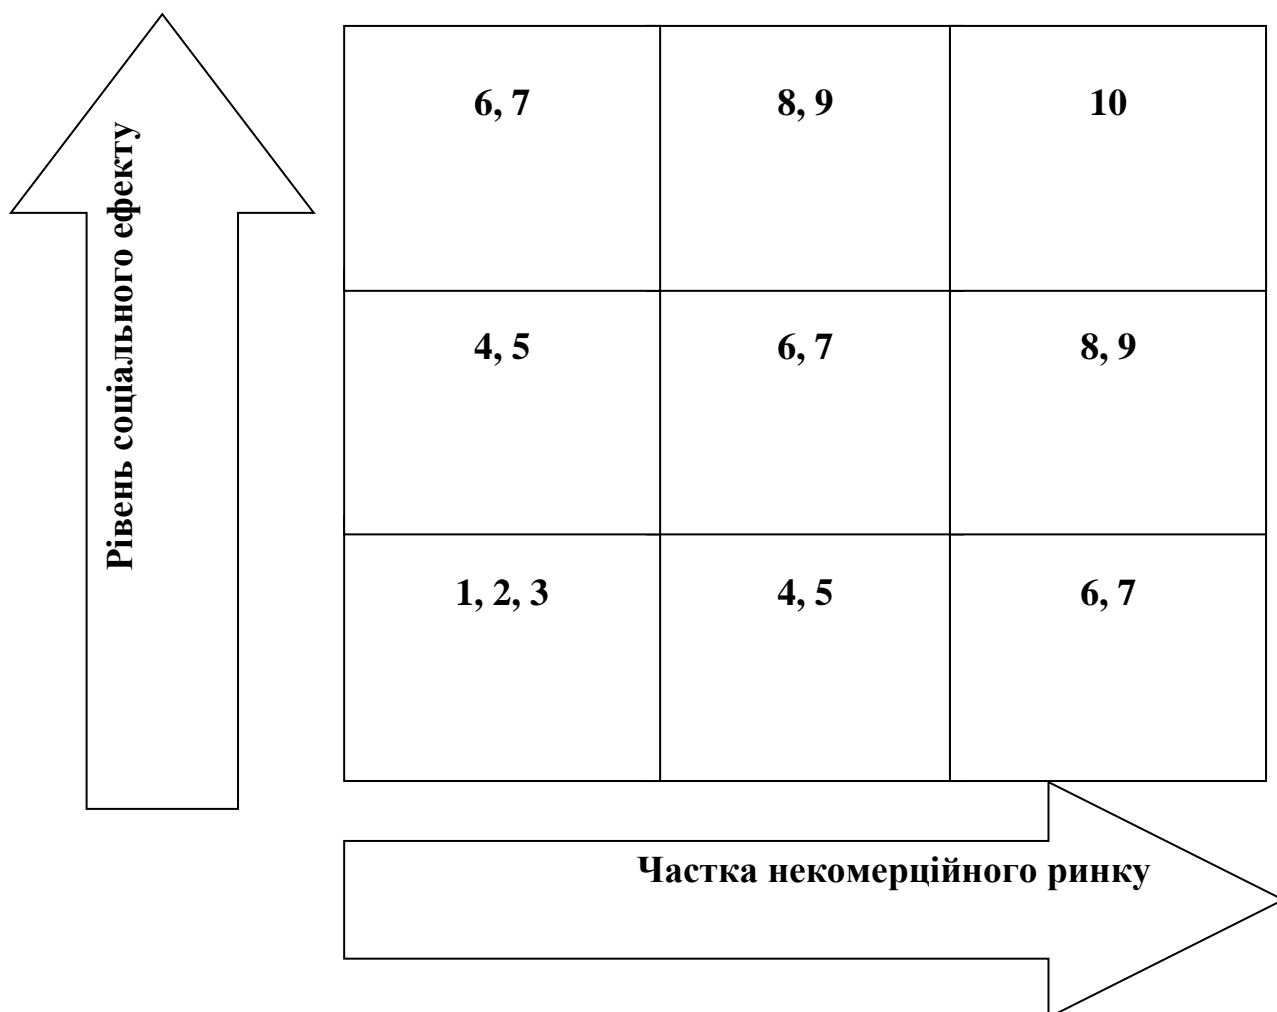 Рівень соціального ефекту
6, 7
8, 9
10
4, 5
6, 7
8, 9
1, 2, 3
4, 5
6, 7
Частка некомерційного ринку